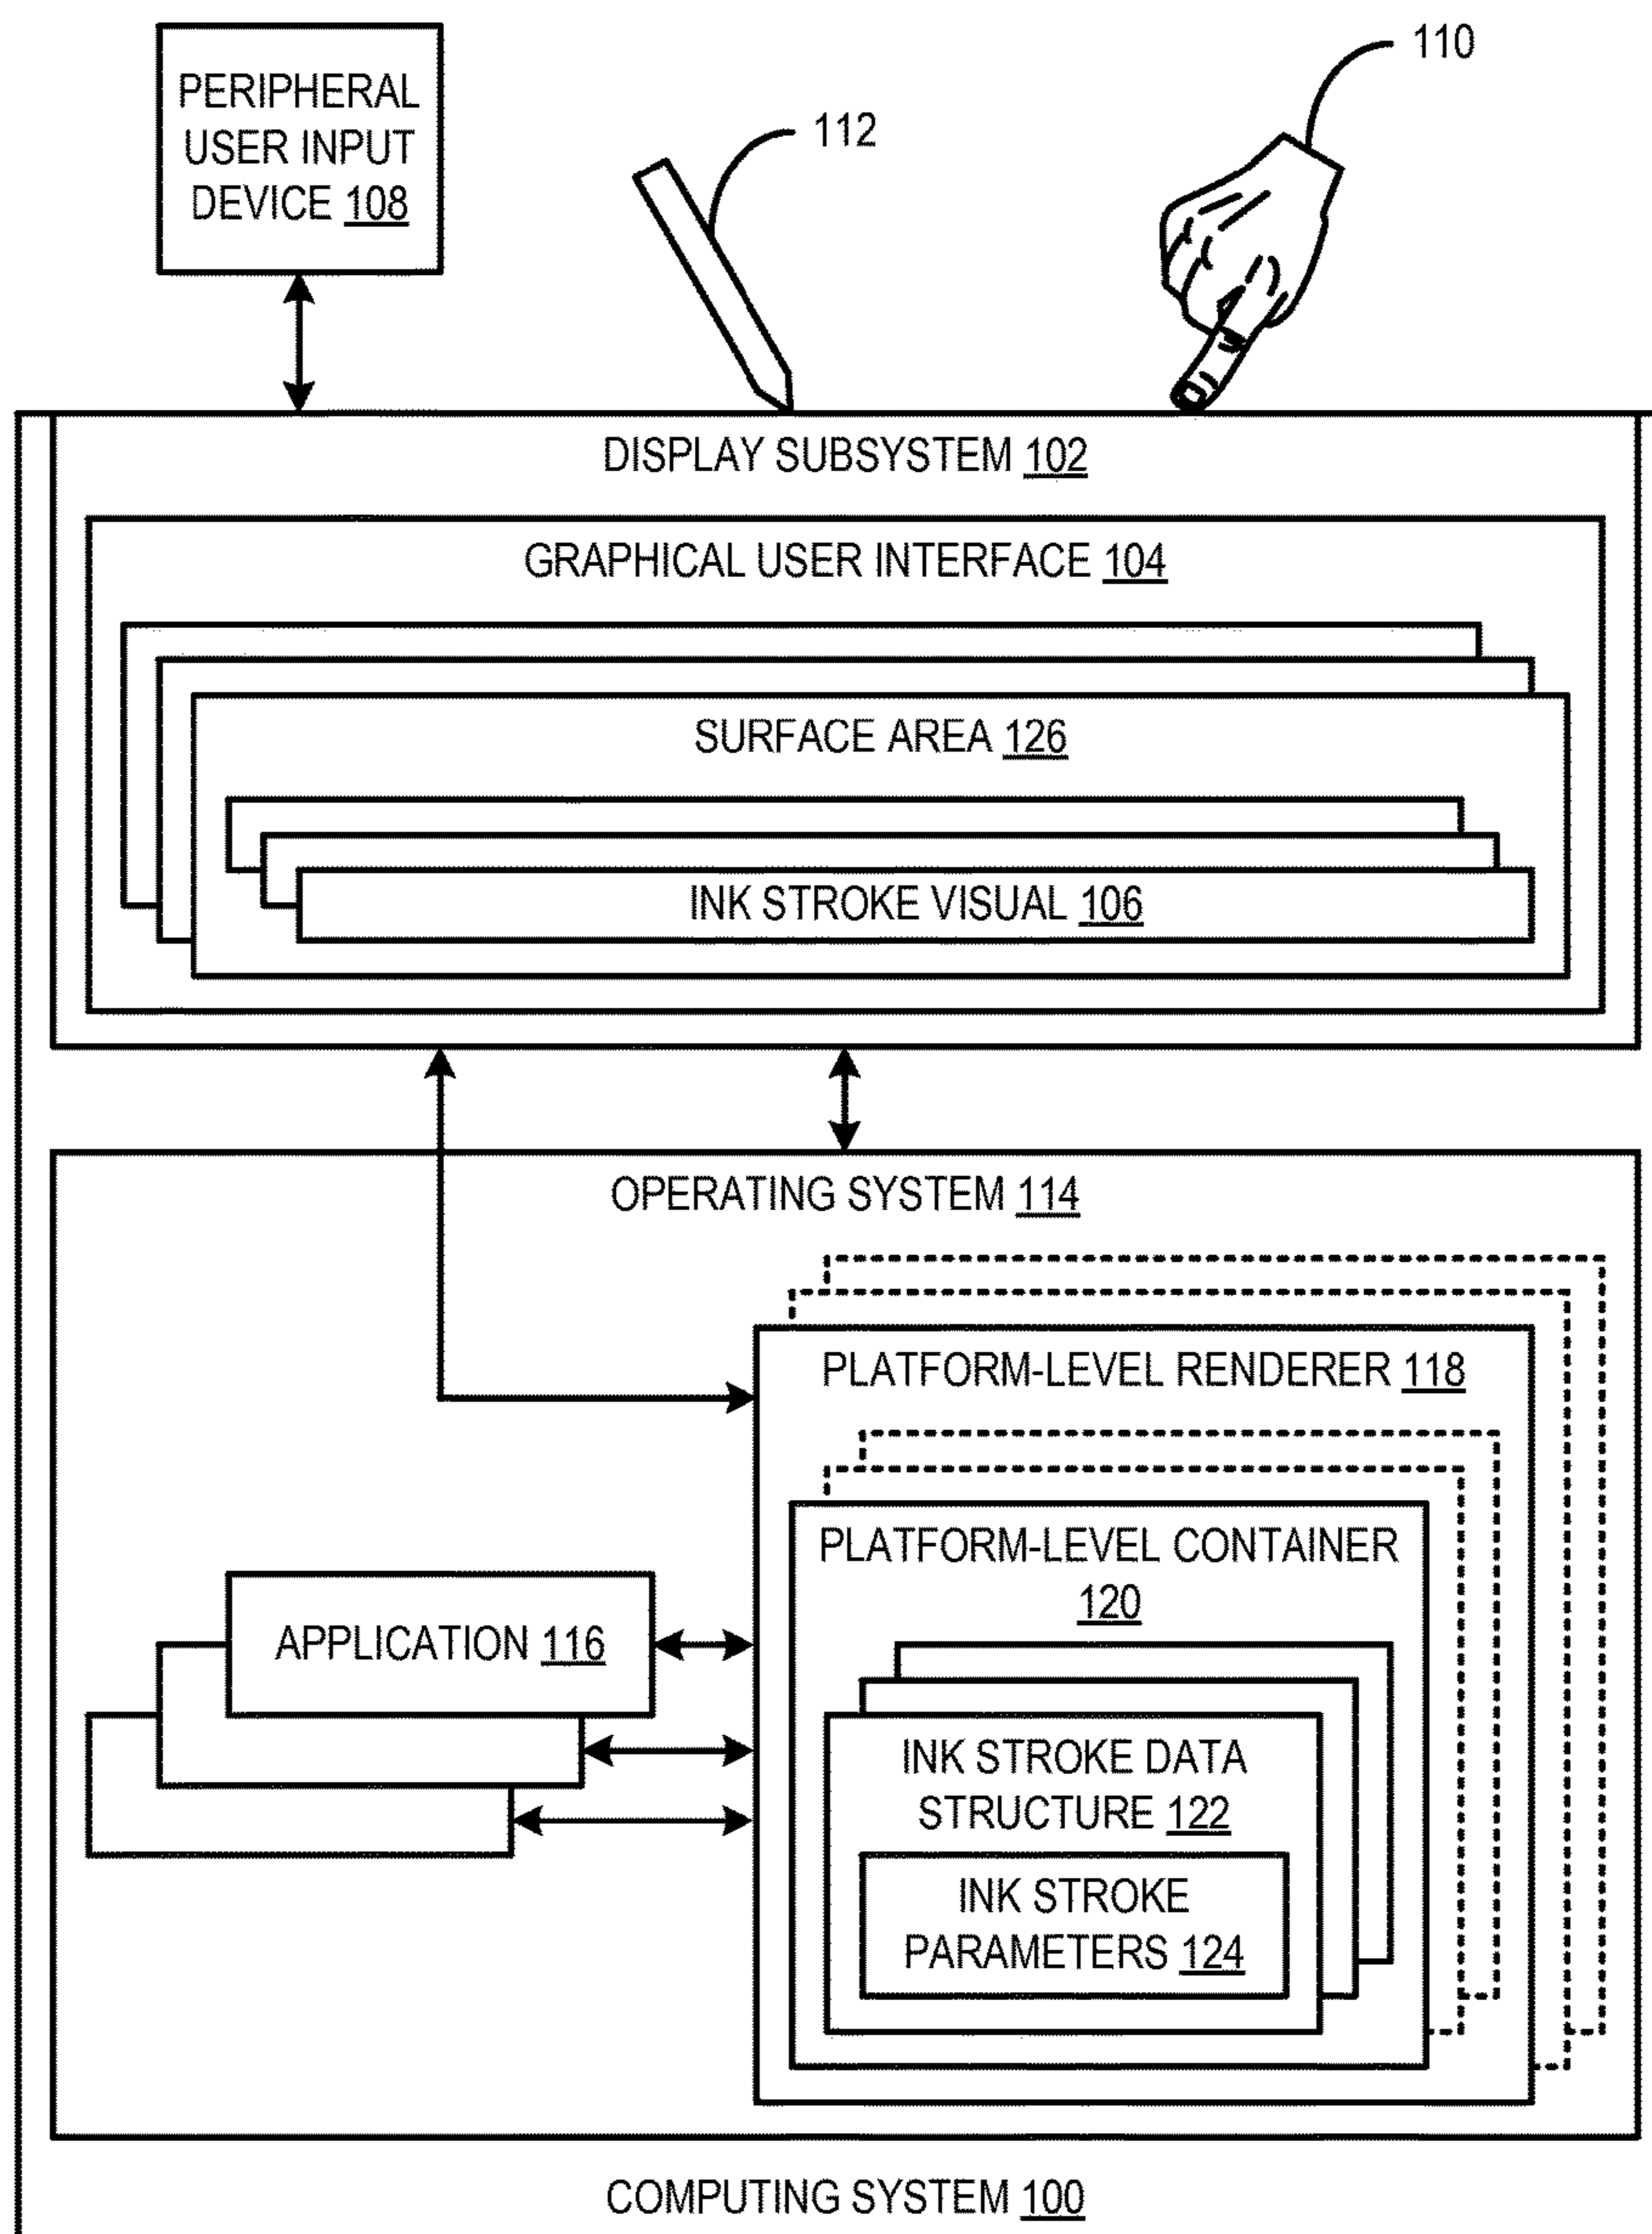 110
112
PERIPHERAL
USER INPUT
DEVICE 108
DISPLAY SUBSYSTEM 102
GRAPHICAL USER INTERFACE 104
SURFACE AREA 126
INK STROKE VISUAL 106
OPERATING SYSTEM 114
PLATFORM-LEVEL RENDERER 118
PLATFORM-LEVEL CONTAINER
120
APPLICATION 116
INK STROKE DATA
STRUCTURE 122
INK STROKE
PARAMETERS 124
COMPUTING SYSTEM 100